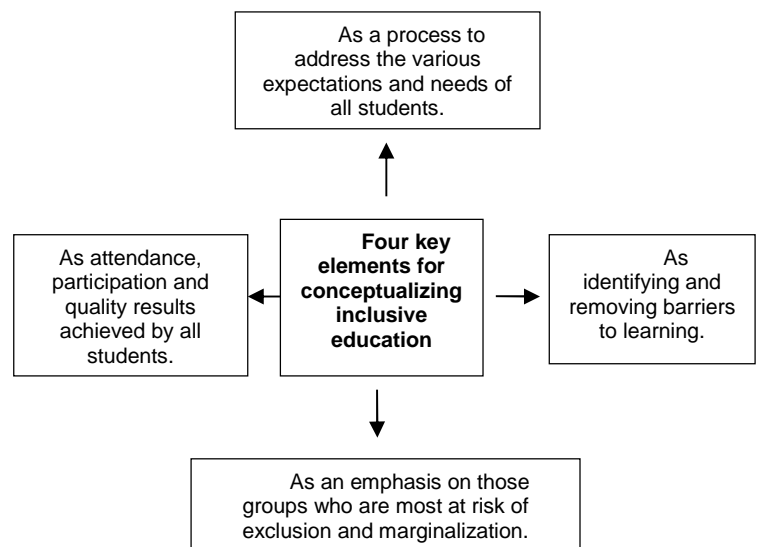 As a process to
address the various
expectations and needs of
all students.
As attendance,
participation and
quality results
achieved by all
students.
Four key
elements for
conceptualizing
inclusive
education
As
identifying and
removing barriers
to learning.
As an emphasis on those
groups who are most at risk of
exclusion and marginalization.